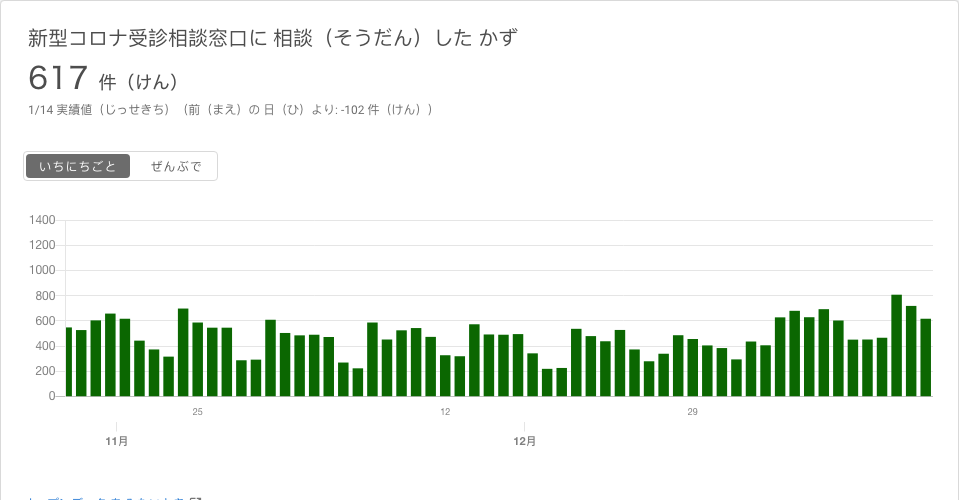 新型コロナ受診相談窓口に 相談（そうだん）した かず
617 件（けん）
1/14 実績値（じっせきち）（前（まえ）の 日（ひ）より: -102 件（けん））
いちにちごと ぜんぶで
1400
1200
1000
800
600
400
200
0
25 12 29
11月 12月